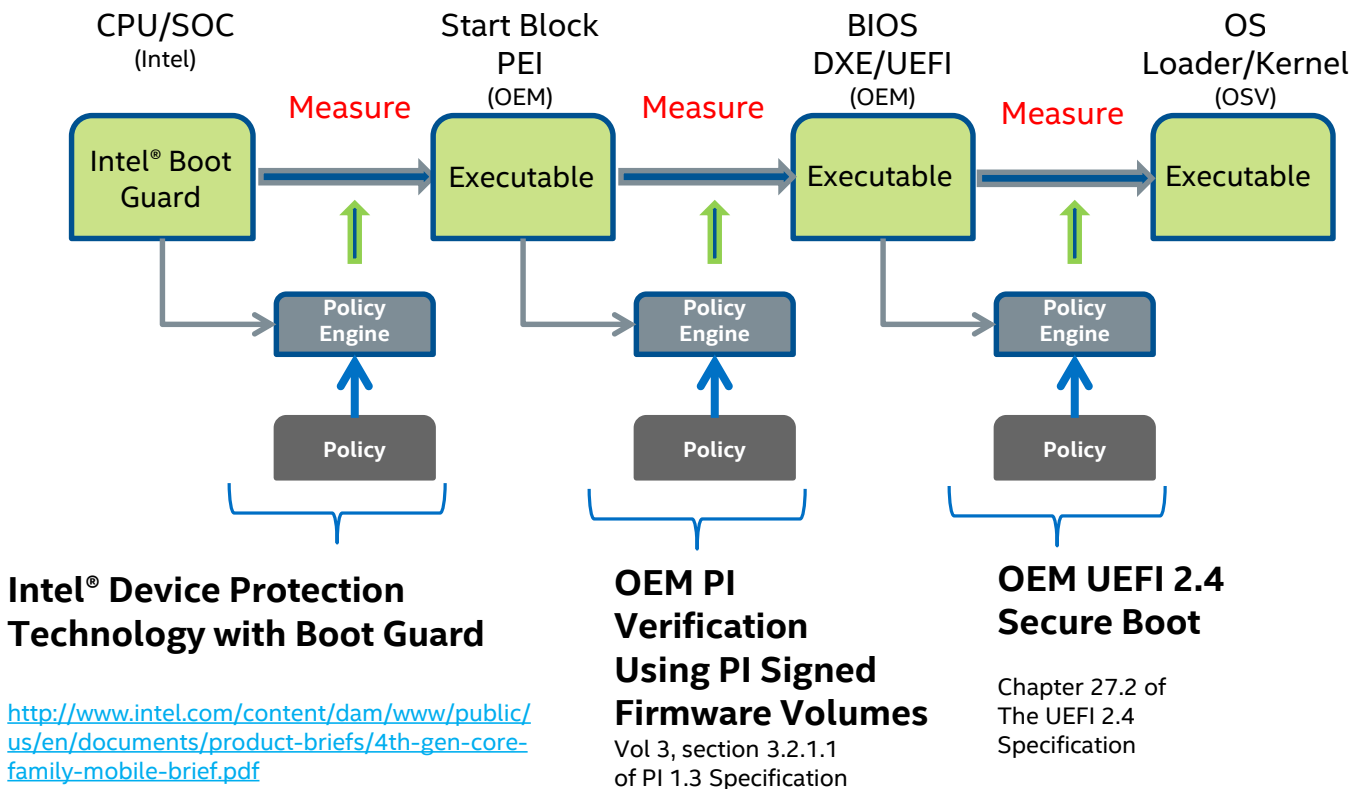 CPU/SOC
(Intel)
Start Block
PEI
(OEM)
BIOS
DXE/UEFI
(OEM)
OS
Loader/Kernel
(OSV)
Measure
Measure
Measure
Intel® Boot
Guard
Executable
Executable
Executable
Policy
Engine
Policy
Engine
Policy
Engine
Policy
Policy
Policy
Intel® Device Protection
Technology with Boot Guard
http://www.intel.com/content/dam/www/public/
us/en/documents/product-briefs/4th-gen-core-
family-mobile-brief.pdf
OEM PI
Verification
Using PI Signed
Firmware Volumes
Vol 3, section 3.2.1.1
of PI 1.3 Specification
OEM UEFI 2.4
Secure Boot
Chapter 27.2 of
The UEFI 2.4
Specification